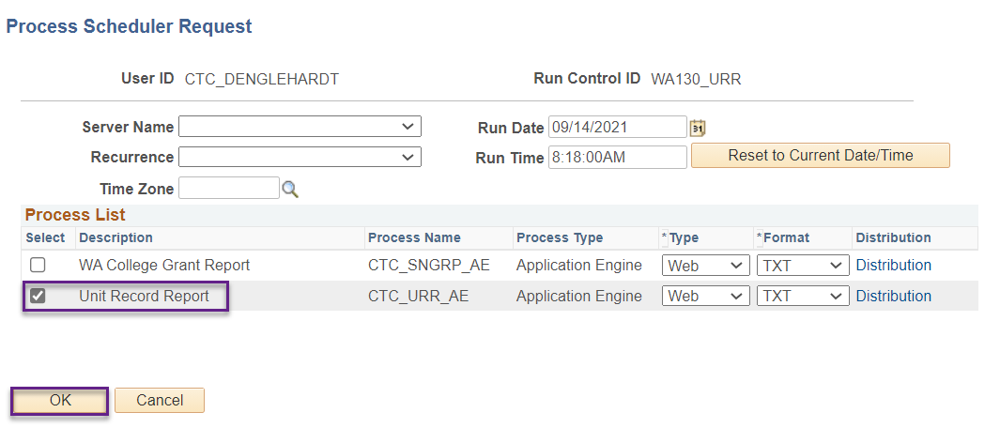 Process Scheduler Request
User ID CTC_DENGLEHARDT Run Control ID WA130_URR
Server Name Run Date 09/14/2021 31
Recurrence Run Time 8:18:00AM Reset to Current Date/Time
Time Zone
Process List
Select Description Process Name Process Type *Type *Format Distribution
WA College Grant Report CTC_SNGRP_AE Application Engine Web TXT Distribution
Unit Record Report CTC_URR_AE Application Engine Web TXT Distribution
OK Cancel